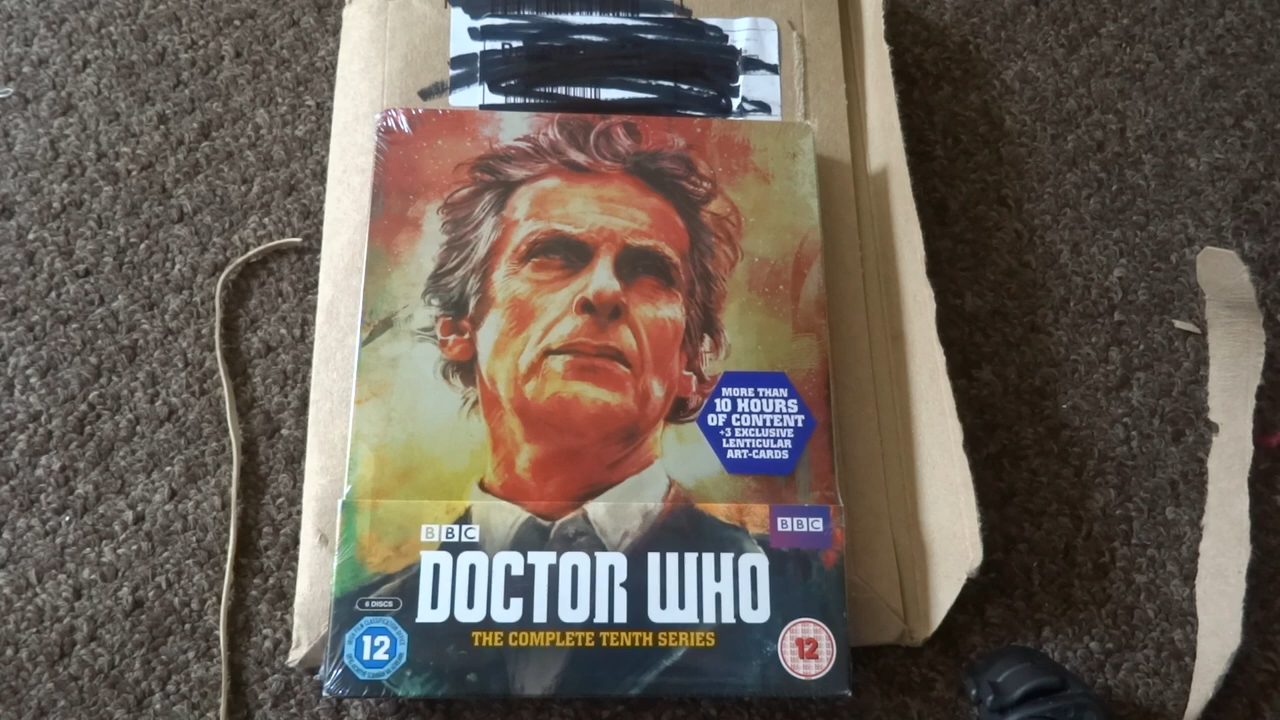 MORE THAN
10 HOURS
OF CONTENT
+3 EXCLUSIVE
LENTICULAR
ART-CARDS
BBC
BBC
DOCTOR WHO
6 DISCS
THE COMPLETE TENTH SERIES
12
12